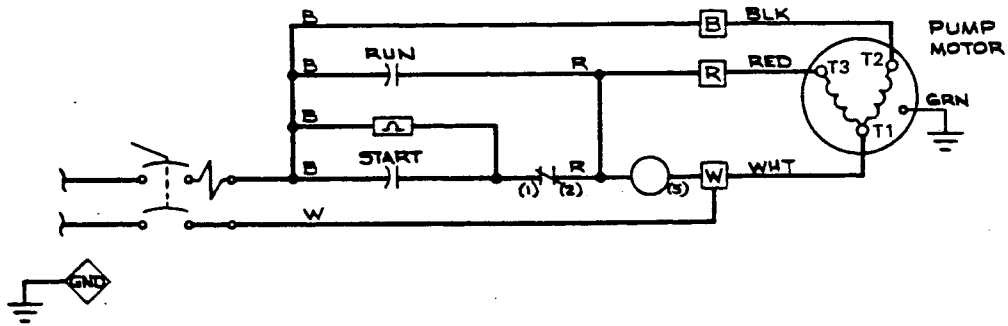 B
B
BLK
PUMP
MOTOR
B
RUN
R
R
RED
T3
T2
GRN
B
T1
B
START
(1)
(2)
R
(3)
W
WHT
W
GND